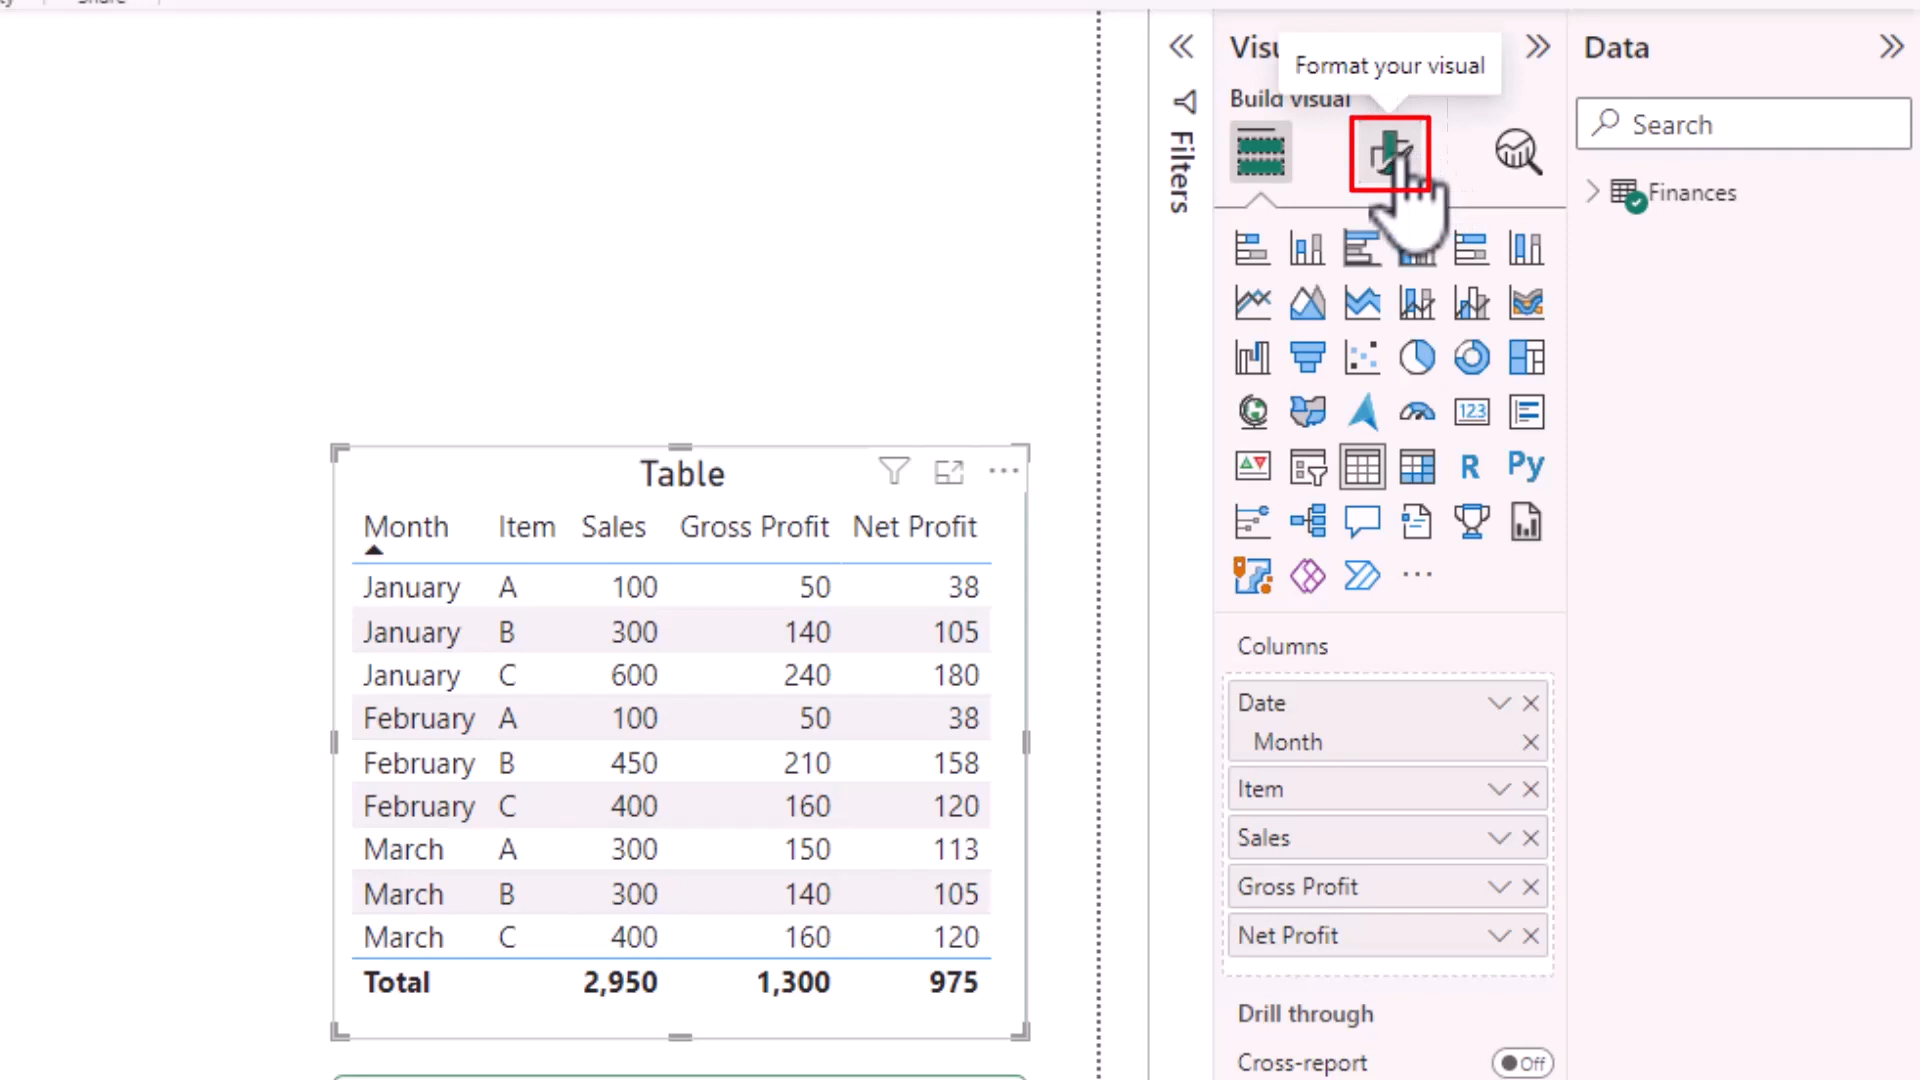 Share
Format your visual
Build visual
Data
Search
Filters
Finances
123
R
Py
Table
Month Item Sales Gross Profit Net Profit
January A 100 50 38
January B 300 140 105
January C 600 240 180
February A 100 50 38
February B 450 210 158
February C 400 160 120
March A 300 150 113
March B 300 140 105
March C 400 160 120
Total 2,950 1,300 975
Columns
Date
Month
Item
Sales
Gross Profit
Net Profit
Drill through
Cross-report
Off